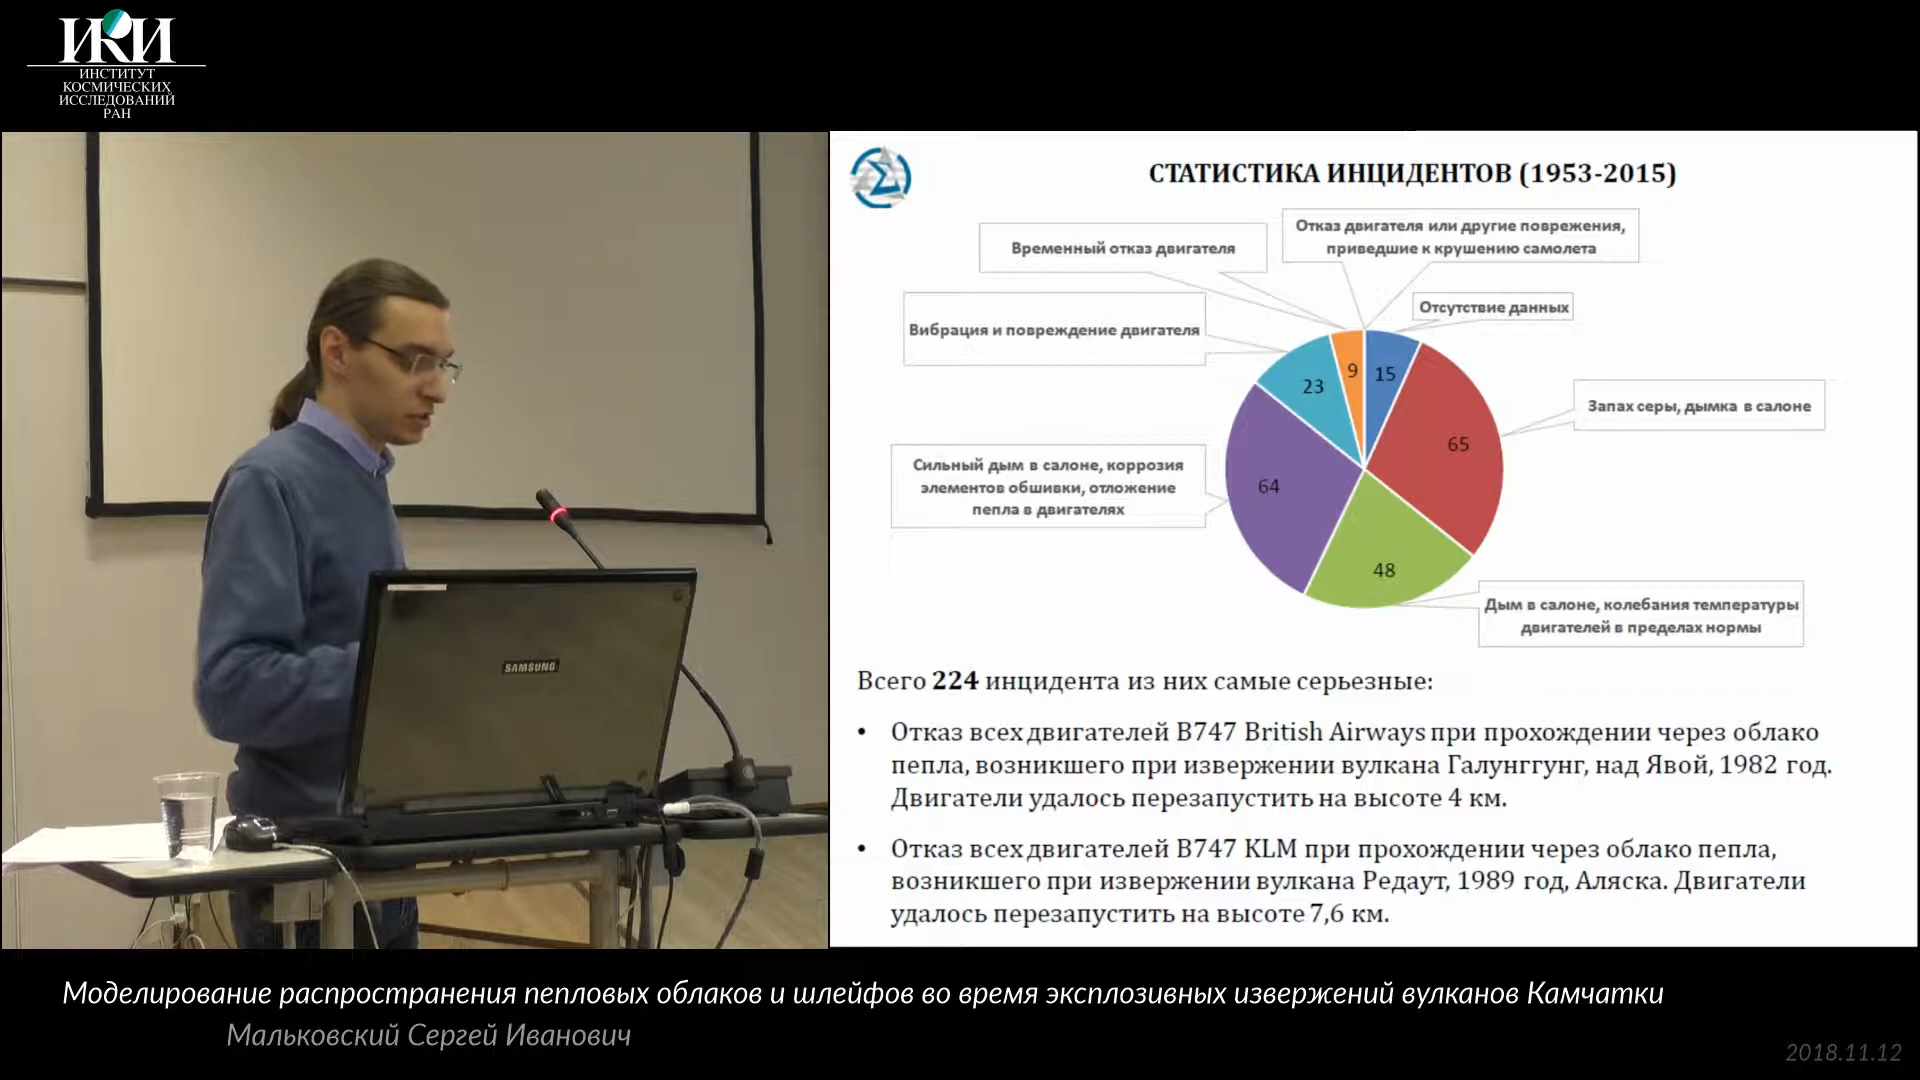 ИКИ
ИНСТИТУТ
КОСМИЧЕСКИХ
ИССЛЕДОВАНИЙ
РАН
СТАТИСТИКА ИНЦИДЕНТОВ (1953-2015)
Временный отказ двигателя
Отказ двигателя или другие поврежения,
приведшие к крушению самолета
Отсутствие данных
Вибрация и повреждение двигателя
9
15
23
Запах серы, дымка в салоне
65
Сильный дым в салоне, коррозия
элементов обшивки, отложение
пепла в двигателях
64
48
Дым в салоне, колебания температуры
двигателей в пределах нормы
SAMSUNG
Всего 224 инцидента из них самые серьезные:
• Отказ всех двигателей B747 British Airways при прохождении через облако
пепла, возникшего при извержении вулкана Галунггунг, над Явой, 1982 год.
Двигатели удалось перезапустить на высоте 4 км.
• Отказ всех двигателей B747 KLM при прохождении через облако пепла,
возникшего при извержении вулкана Редаут, 1989 год, Аляска. Двигатели
удалось перезапустить на высоте 7,6 км.
Моделирование распространения пепловых облаков и шлейфов во время эксплозивных извержений вулканов Камчатки
Мальковский Сергей Иванович
2018.11.12